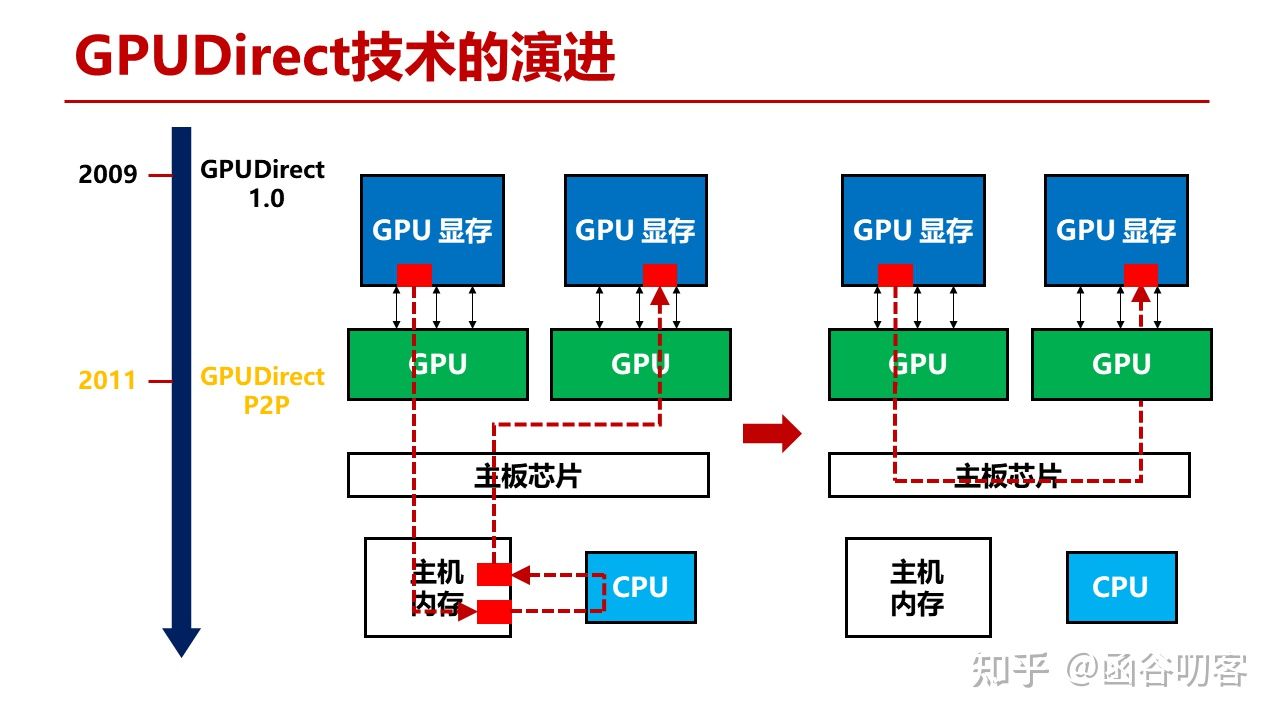 GPUDirect技术的演进
2009
GPUDirect
1.0
2011
GPUDirect
P2P
GPU 显存
GPU 显存
GPU
GPU
主板芯片
主机
内存
CPU
GPU 显存
GPU 显存
GPU
GPU
主板芯片
主机
内存
CPU
知乎 @函谷叨客